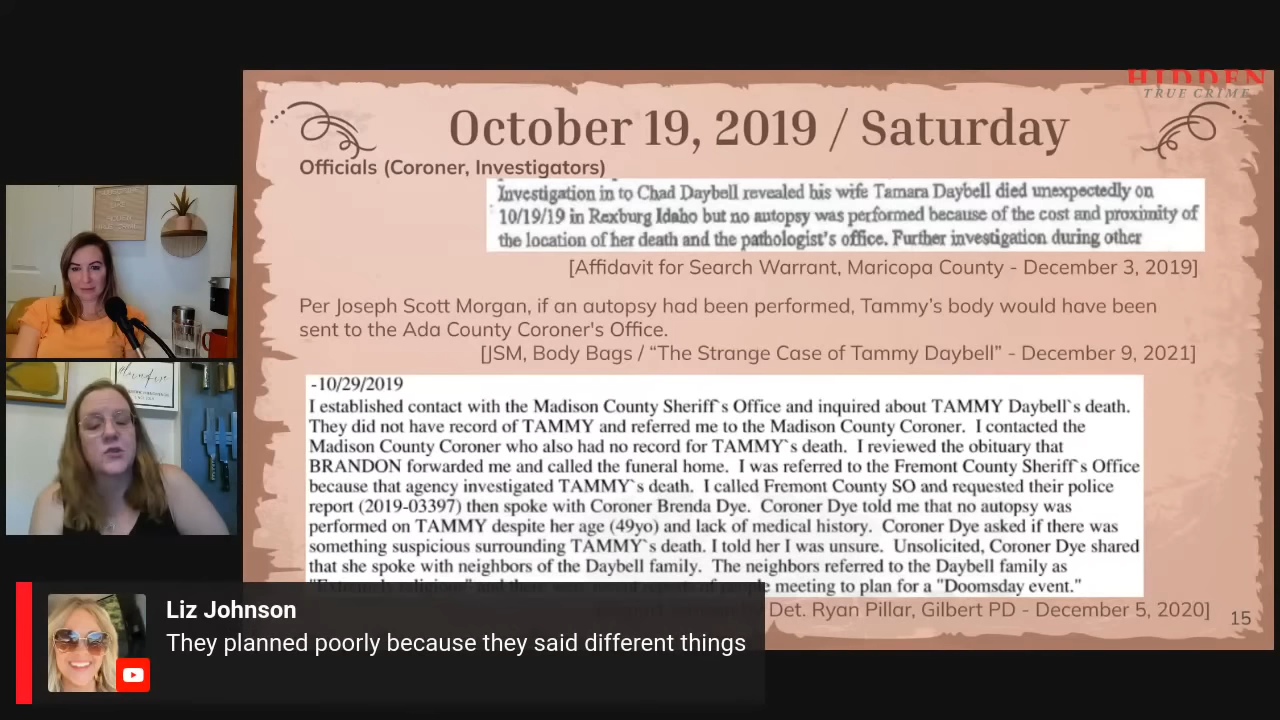 HIDDEN
TRUE CRIME
October 19, 2019 / Saturday
Officials (Coroner, Investigators)
Investigation in to Chad Daybell revealed his wife Tamara Daybell died unexpectedly on
10/19/19 in Rexburg Idaho but no autopsy was performed because of the cost and proximity of
the location of her death and the pathologist's office. Further investigation during other
[Affidavit for Search Warrant, Maricopa County - December 3, 2019]
Per Joseph Scott Morgan, if an autopsy had been performed, Tammy's body would have been
sent to the Ada County Coroner's Office.
[JSM, Body Bags / “The Strange Case of Tammy Daybell” - December 9, 2021]
-10/29/2019
I established contact with the Madison County Sheriff`s Office and inquired about TAMMY Daybell`s death.
They did not have record of TAMMY and referred me to the Madison County Coroner. I contacted the
Madison County Coroner who also had no record for TAMMY`s death. I reviewed the obituary that
BRANDON forwarded me and called the funeral home. I was referred to the Fremont County Sheriff`s Office
because that agency investigated TAMMY`s death. I called Fremont County SO and requested their police
report (2019-03397) then spoke with Coroner Brenda Dye. Coroner Dye told me that no autopsy was
performed on TAMMY despite her age (49yo) and lack of medical history. Coroner Dye asked if there was
something suspicious surrounding TAMMY`s death. I told her I was unsure. Unsolicited, Coroner Dye shared
that she spoke with neighbors of the Daybell family. The neighbors referred to the Daybell family as
meeting to plan for a "Doomsday event."
Det. Ryan Pillar, Gilbert PD - December 5, 2020]
15
Liz Johnson
They planned poorly because they said different things